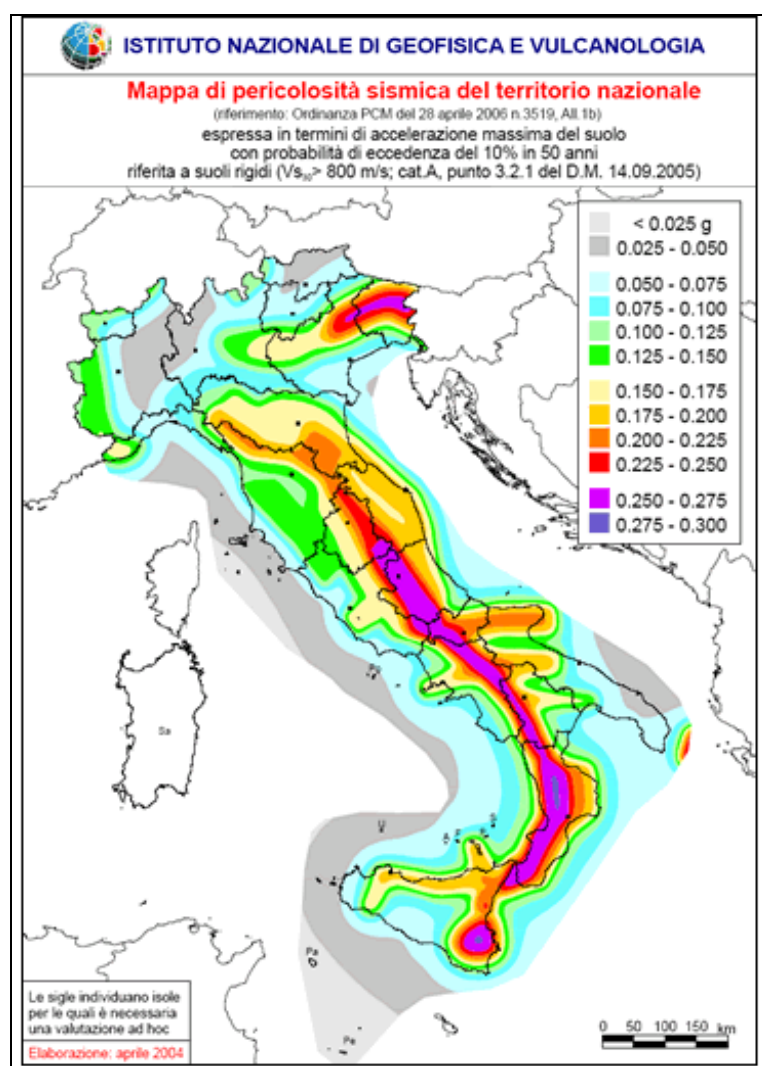 ISTITUTO NAZIONALE DI GEOFISICA E VULCANOLOGIA
Mappa di pericolosità sismica del territorio nazionale
(riferimento: Ordinanza PCM del 28 aprile 2006 n.3519, All.1b)
espressa in termini di accelerazione massima del suolo
con probabilità di eccedenza del 10% in 50 anni
riferita a suoli rigidi (Vs₃₀> 800 m/s; cat.A, punto 3.2.1 del D.M. 14.09.2005)
< 0.025 g
0.025 - 0.050
0.050 - 0.075
0.075 - 0.100
0.100 - 0.125
0.125 - 0.150
0.150 - 0.175
0.175 - 0.200
0.200 - 0.225
0.225 - 0.250
0.250 - 0.275
0.275 - 0.300
Sa
U
A
S
Pa
Pe
Le sigle individuano isole
per le quali è necessaria
una valutazione ad hoc
Elaborazione: aprile 2004
0 50 100 150 km